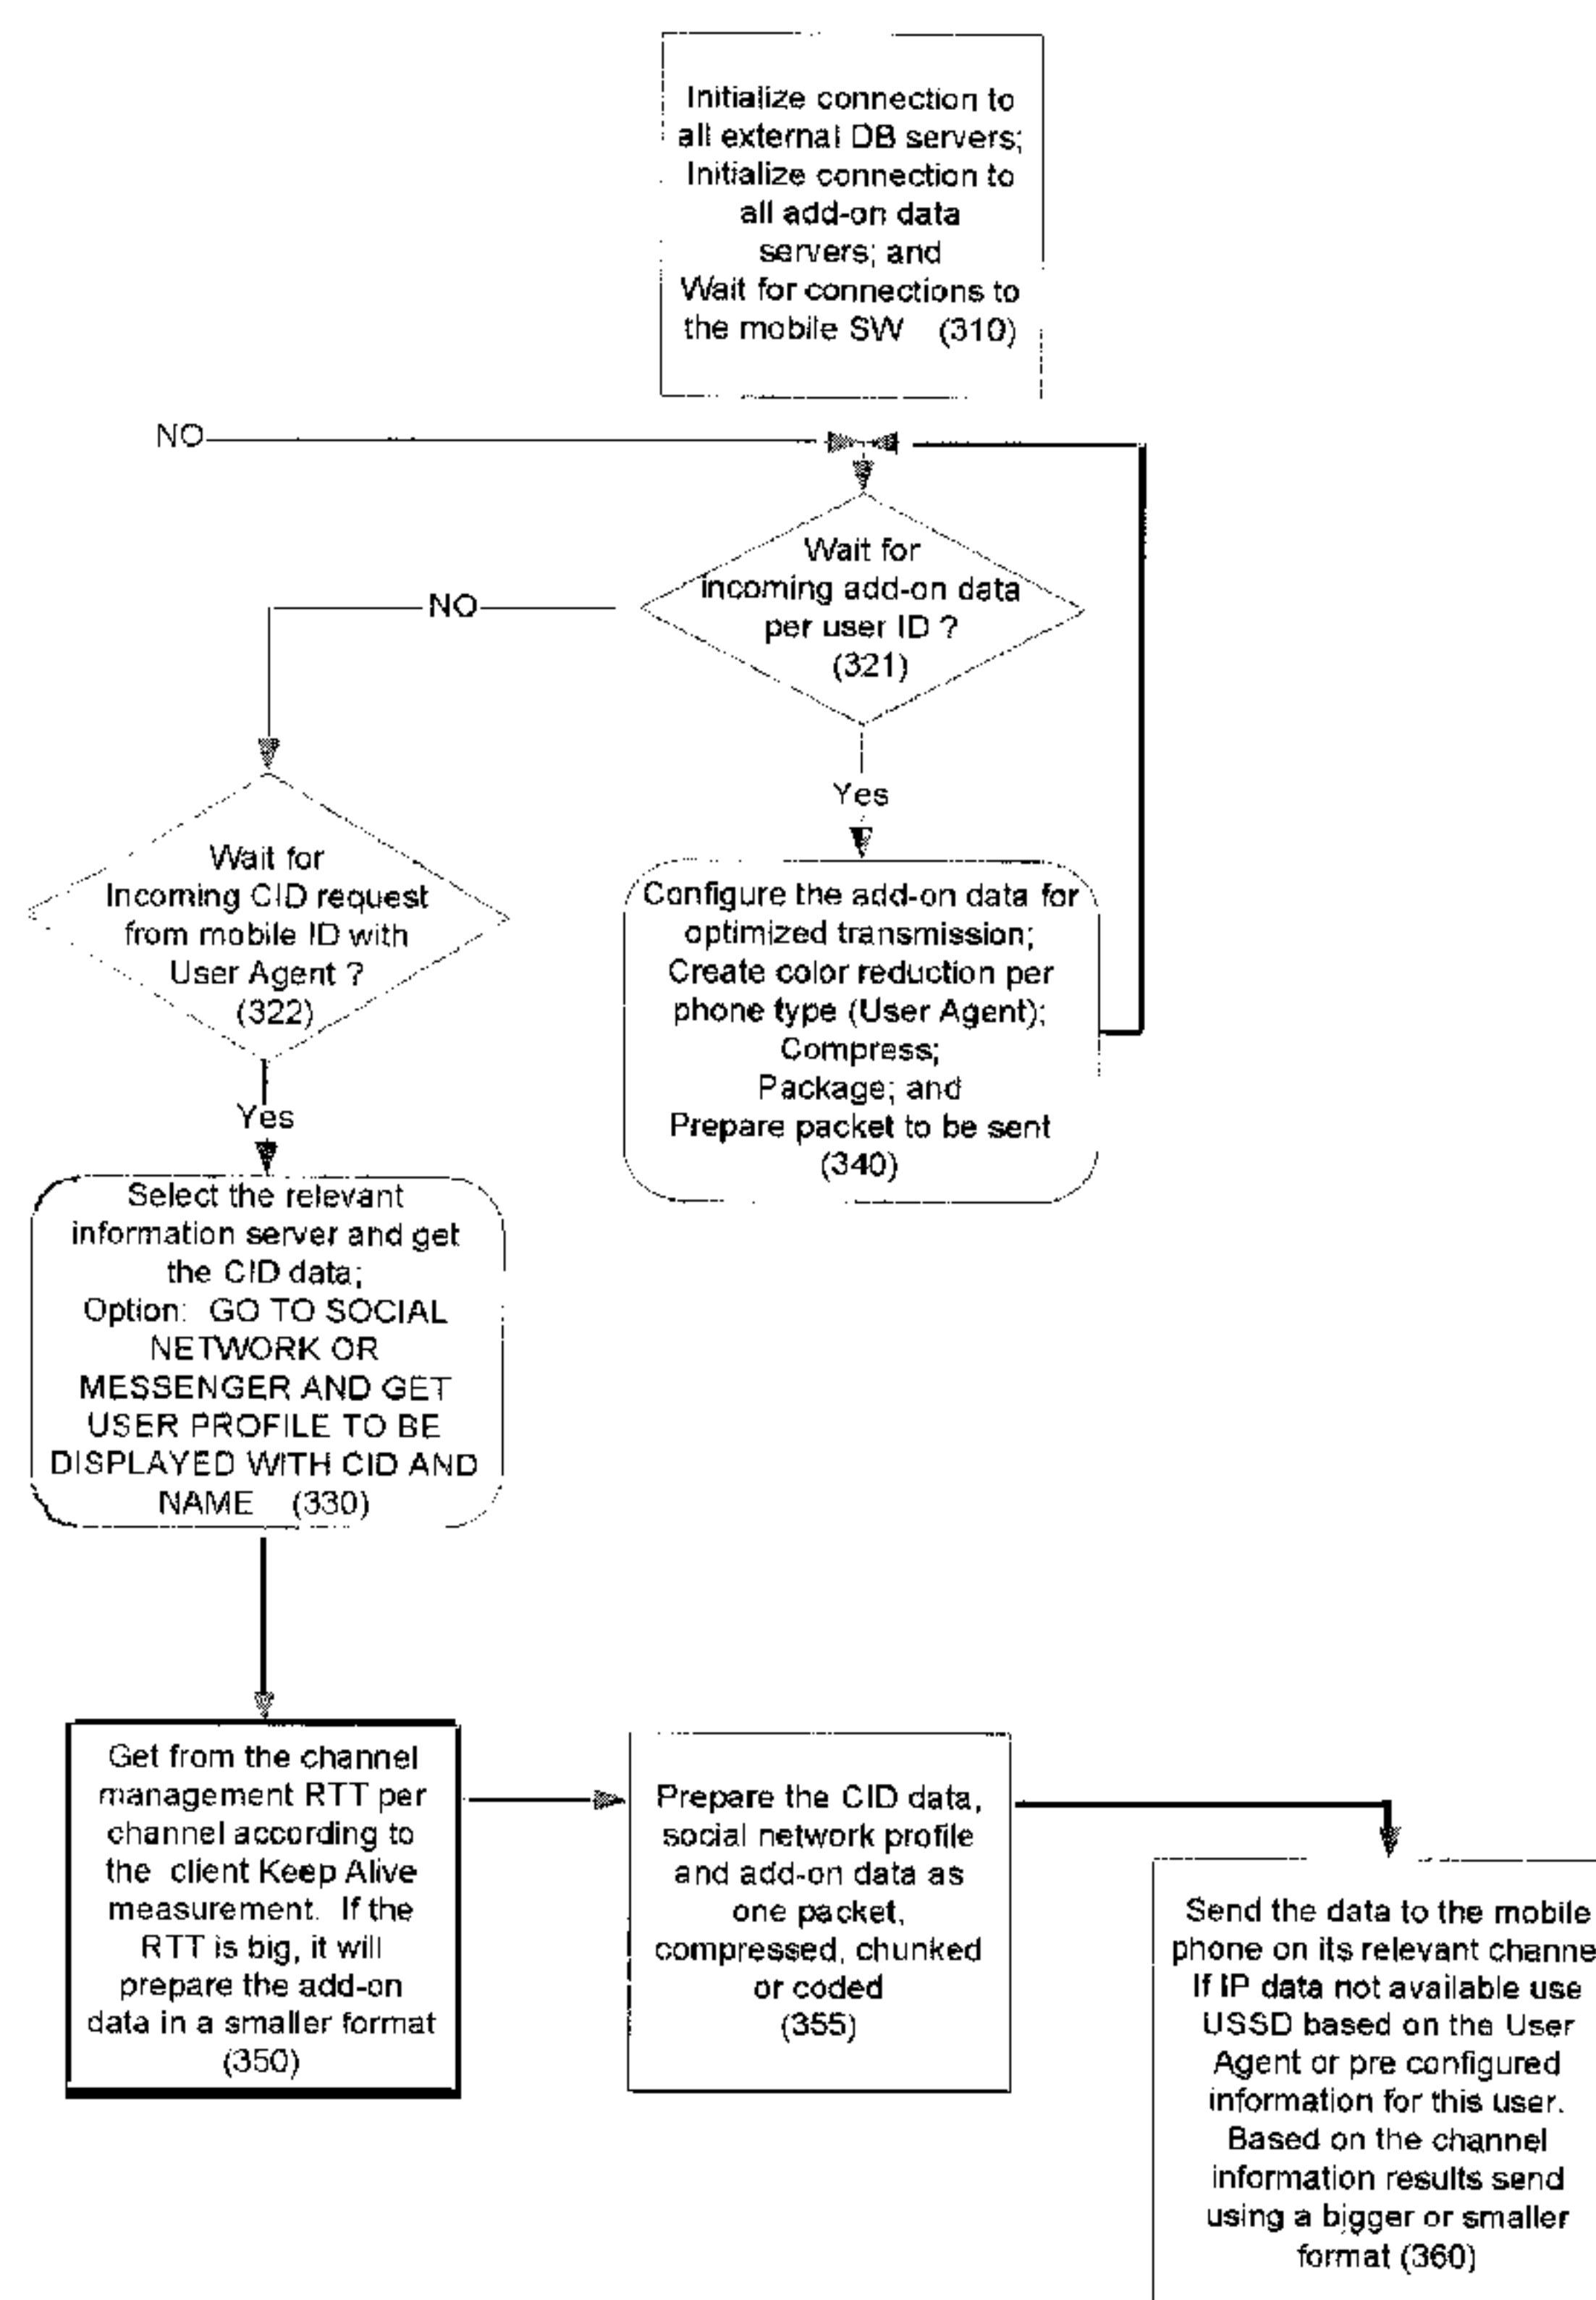 Initialize connection to
all external DB servers;
Initialize connection to
all add-on data
servers; and
Wait for connections to
the mobile SW (310)
NO
Wait for
incoming add-on data
per user ID ?
(321)
NO
Yes
Wait for
Incoming CID request
from mobile ID with
User Agent ?
(322)
Configure the add-on data for
optimized transmission;
Create color reduction per
phone type (User Agent);
Compress;
Package; and
Prepare packet to be sent
(340)
Yes
Select the relevant
information server and get
the CID data;
Option: GO TO SOCIAL
NETWORK OR
MESSENGER AND GET
USER PROFILE TO BE
DISPLAYED WITH CID AND
NAME (330)
Get from the channel
management RTT per
channel according to
the client Keep Alive
measurement. If the
RTT is big, it will
prepare the add-on
data in a smaller format
(350)
Prepare the CID data,
social network profile
and add-on data as
one packet,
compressed, chunked
or coded
(355)
Send the data to the mobile
phone on its relevant channe
If IP data not available use
USSD based on the User
Agent or pre configured
information for this user.
Based on the channel
information results send
using a bigger or smaller
format (360)